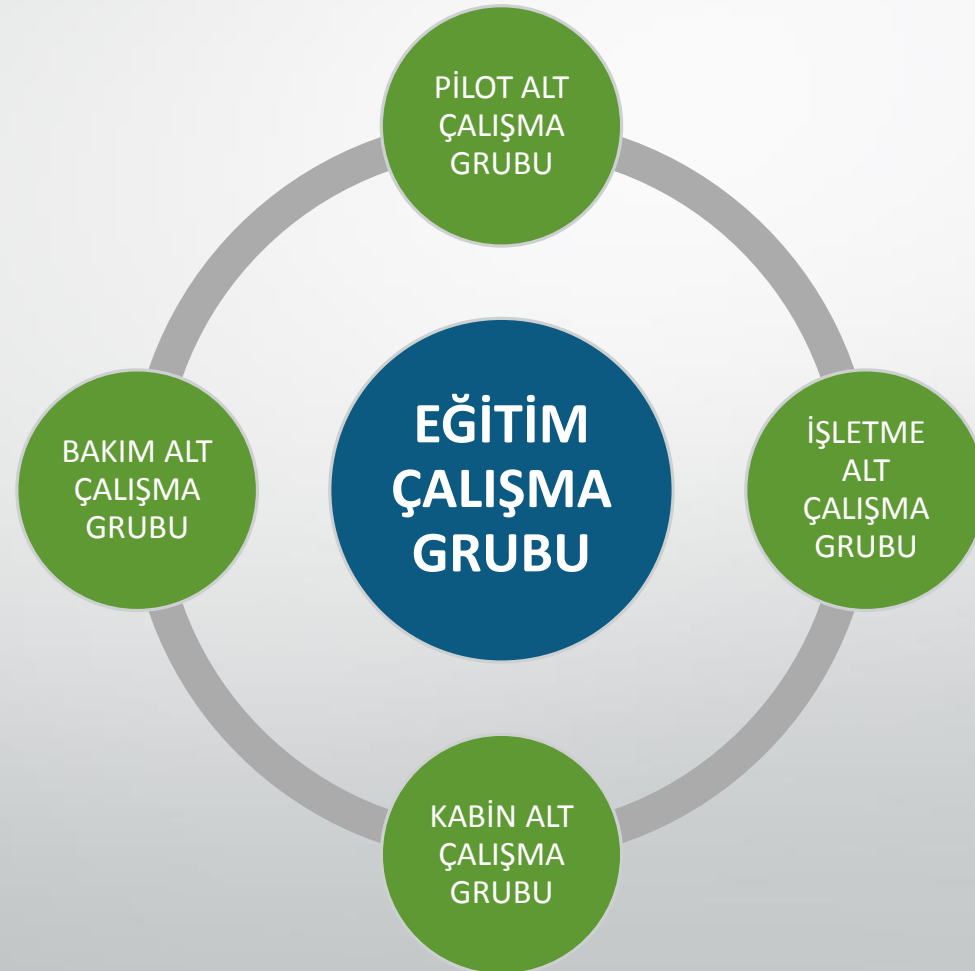 PİLOT ALT
ÇALIŞMA
GRUBU
BAKIM ALT
ÇALIŞMA
GRUBU
EĞİTİM
ÇALIŞMA
GRUBU
İŞLETME
ALT
ÇALIŞMA
GRUBU
KABİN ALT
ÇALIŞMA
GRUBU